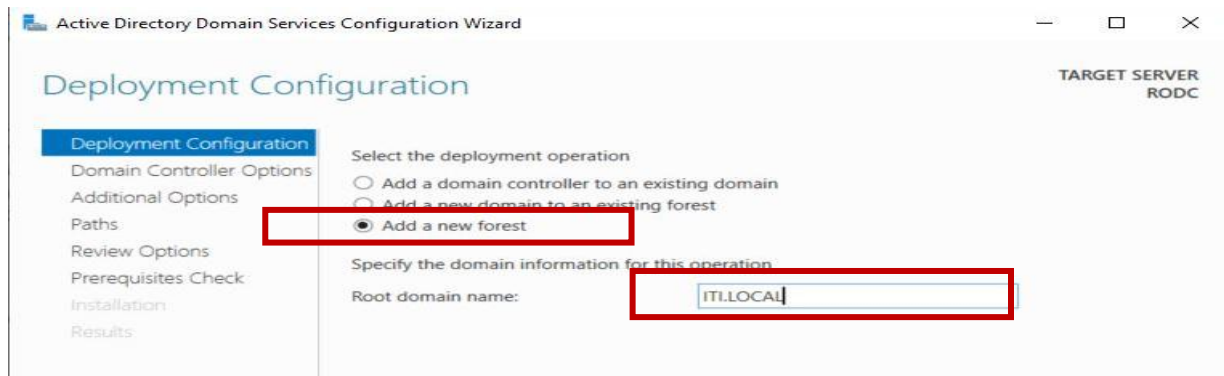 Active Directory Domain Services Configuration Wizard
Deployment Configuration
TARGET SERVER
RODC
Deployment Configuration
Domain Controller Options
Additional Options
Paths
Review Options
Prerequisites Check
Installation
Results
Select the deployment operation
Add a domain controller to an existing domain
Add a new domain to an existing forest
Add a new forest
Specify the domain information for this operation
Root domain name: ITI.LOCAL